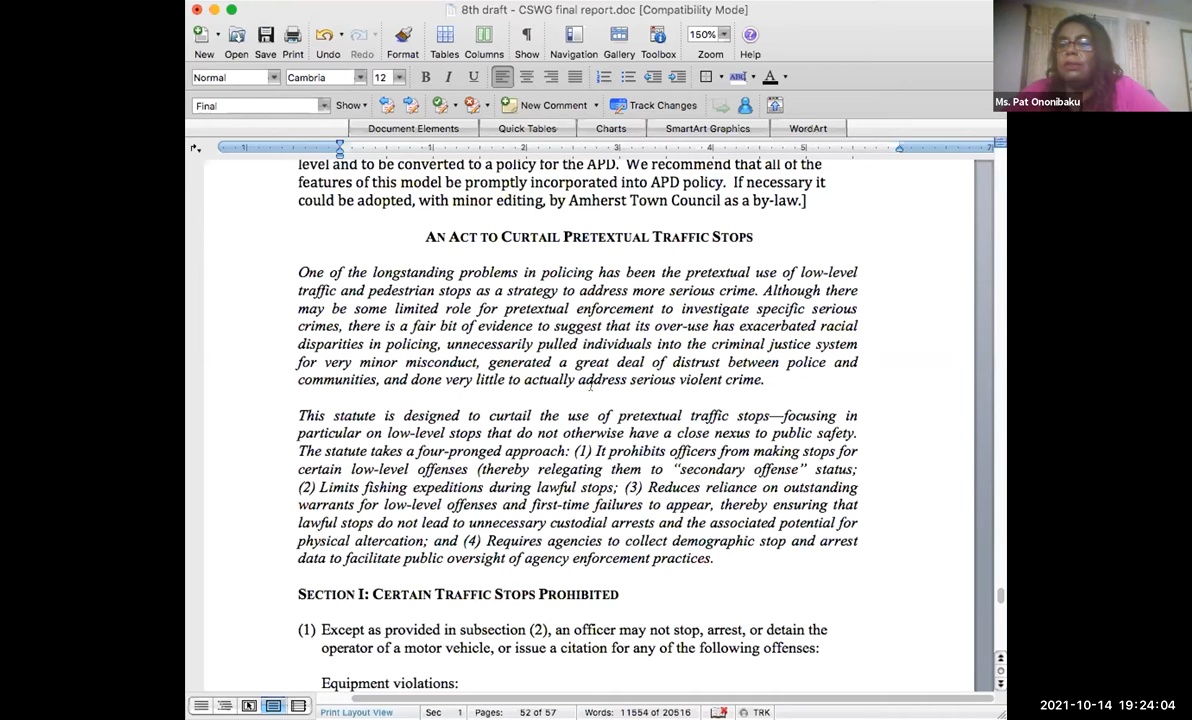 8th draft - CSWG final report.doc [Compatibility Mode]
New Open Save Print Undo Redo Format Tables Columns Show Navigation Gallery Toolbox 150% Zoom Help
Normal Cambria 12 B I U ABC A
Final Show New Comment Track Changes
Document Elements Quick Tables Charts SmartArt Graphics WordArt
1 1 2 3 4 5 7
level and to be converted to a policy for the APD. We recommend that all of the
features of this model be promptly incorporated into APD policy. If necessary it
could be adopted, with minor editing, by Amherst Town Council as a by-law.]
AN ACT TO CURTAIL PRETEXTUAL TRAFFIC STOPS
One of the longstanding problems in policing has been the pretextual use of low-level
traffic and pedestrian stops as a strategy to address more serious crime. Although there
may be some limited role for pretextual enforcement to investigate specific serious
crimes, there is a fair bit of evidence to suggest that its over-use has exacerbated racial
disparities in policing, unnecessarily pulled individuals into the criminal justice system
for very minor misconduct, generated a great deal of distrust between police and
communities, and done very little to actually address serious violent crime.
This statute is designed to curtail the use of pretextual traffic stops—focusing in
particular on low-level stops that do not otherwise have a close nexus to public safety.
The statute takes a four-pronged approach: (1) It prohibits officers from making stops for
certain low-level offenses (thereby relegating them to “secondary offense” status;
(2) Limits fishing expeditions during lawful stops; (3) Reduces reliance on outstanding
warrants for low-level offenses and first-time failures to appear, thereby ensuring that
lawful stops do not lead to unnecessary custodial arrests and the associated potential for
physical altercation; and (4) Requires agencies to collect demographic stop and arrest
data to facilitate public oversight of agency enforcement practices.
SECTION I: CERTAIN TRAFFIC STOPS PROHIBITED
(1) Except as provided in subsection (2), an officer may not stop, arrest, or detain the
operator of a motor vehicle, or issue a citation for any of the following offenses:
Equipment violations:
Print Layout View Sec 1 Pages: 52 of 57 Words: 11554 of 20516 TRK
Ms. Pat Ononibaku
2021-10-14 19:24:04